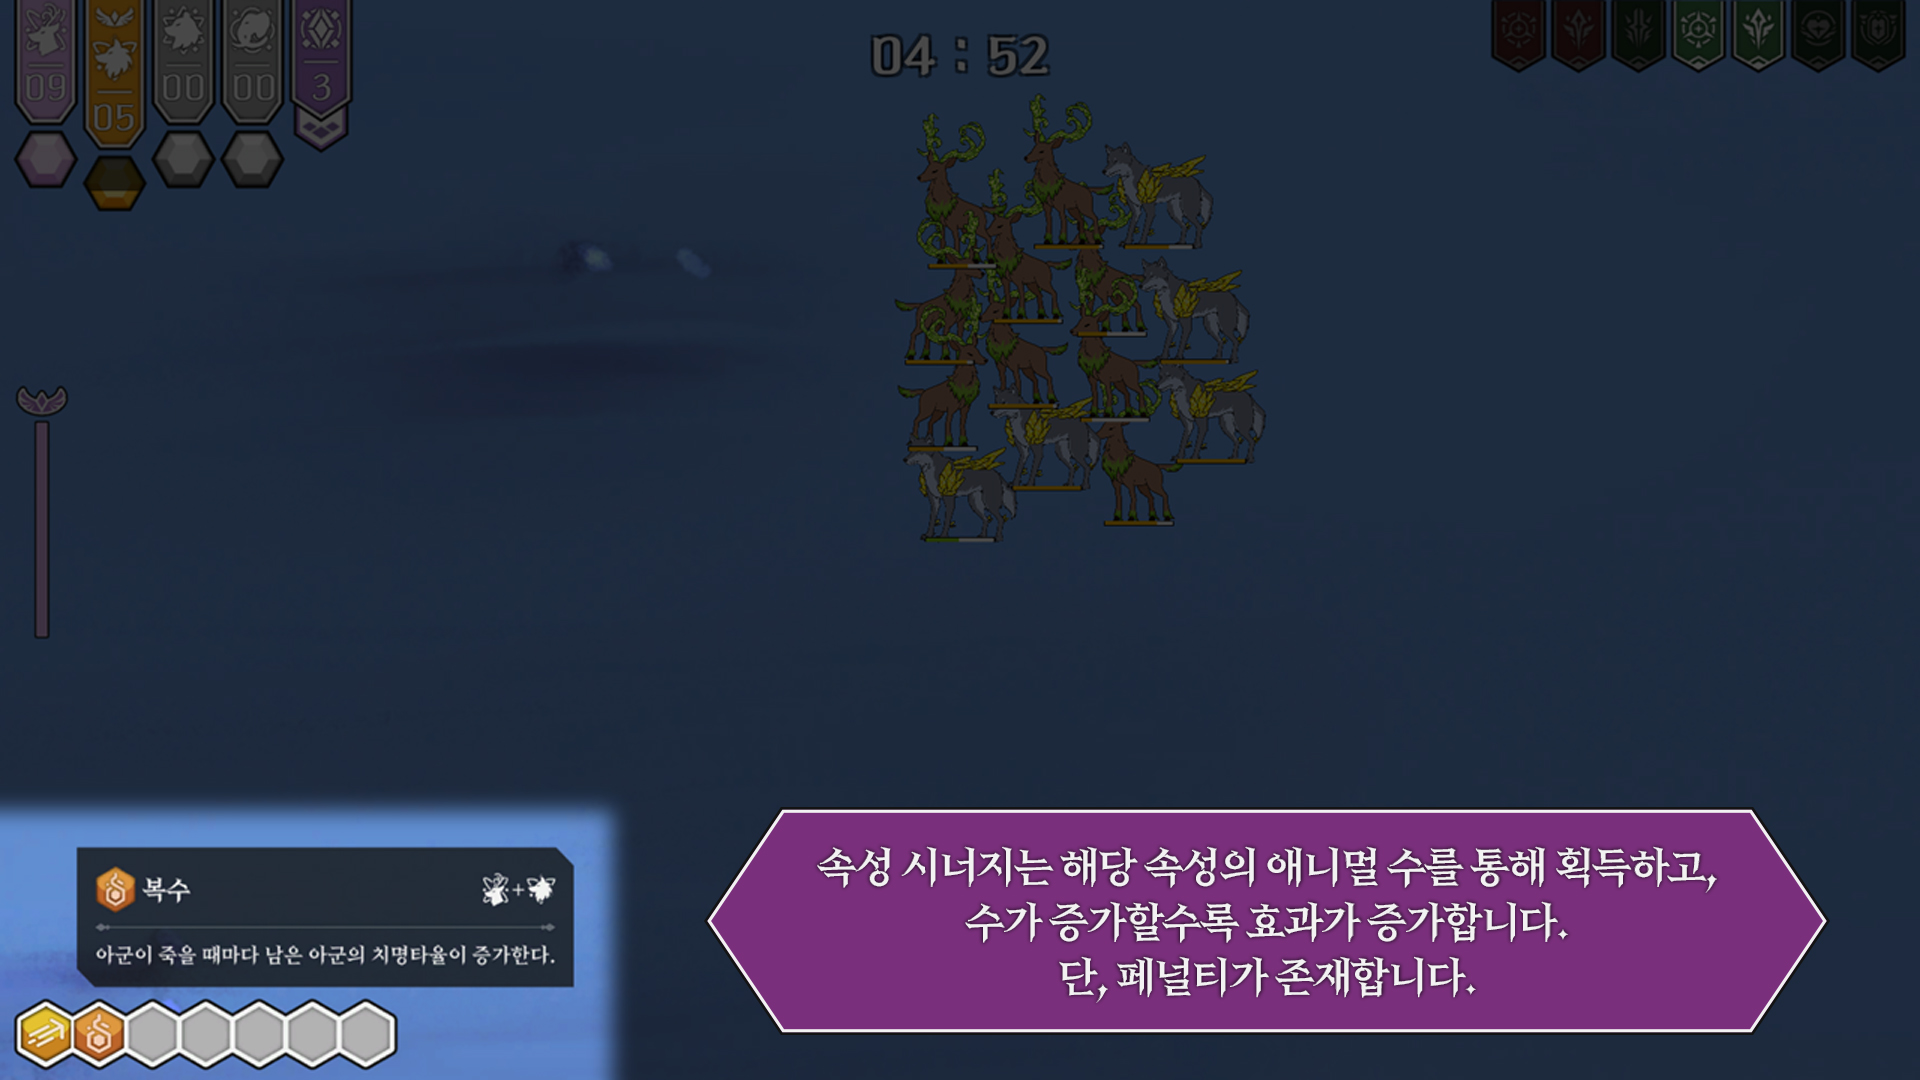 09
05
00
00
3
04 : 52
복수
+
아군이 죽을 때마다 남은 아군의 치명타율이 증가한다.
속성 시너지는 해당 속성의 애니멀 수를 통해 획득하고,
수가 증가할수록 효과가 증가합니다.
단, 페널티가 존재합니다.